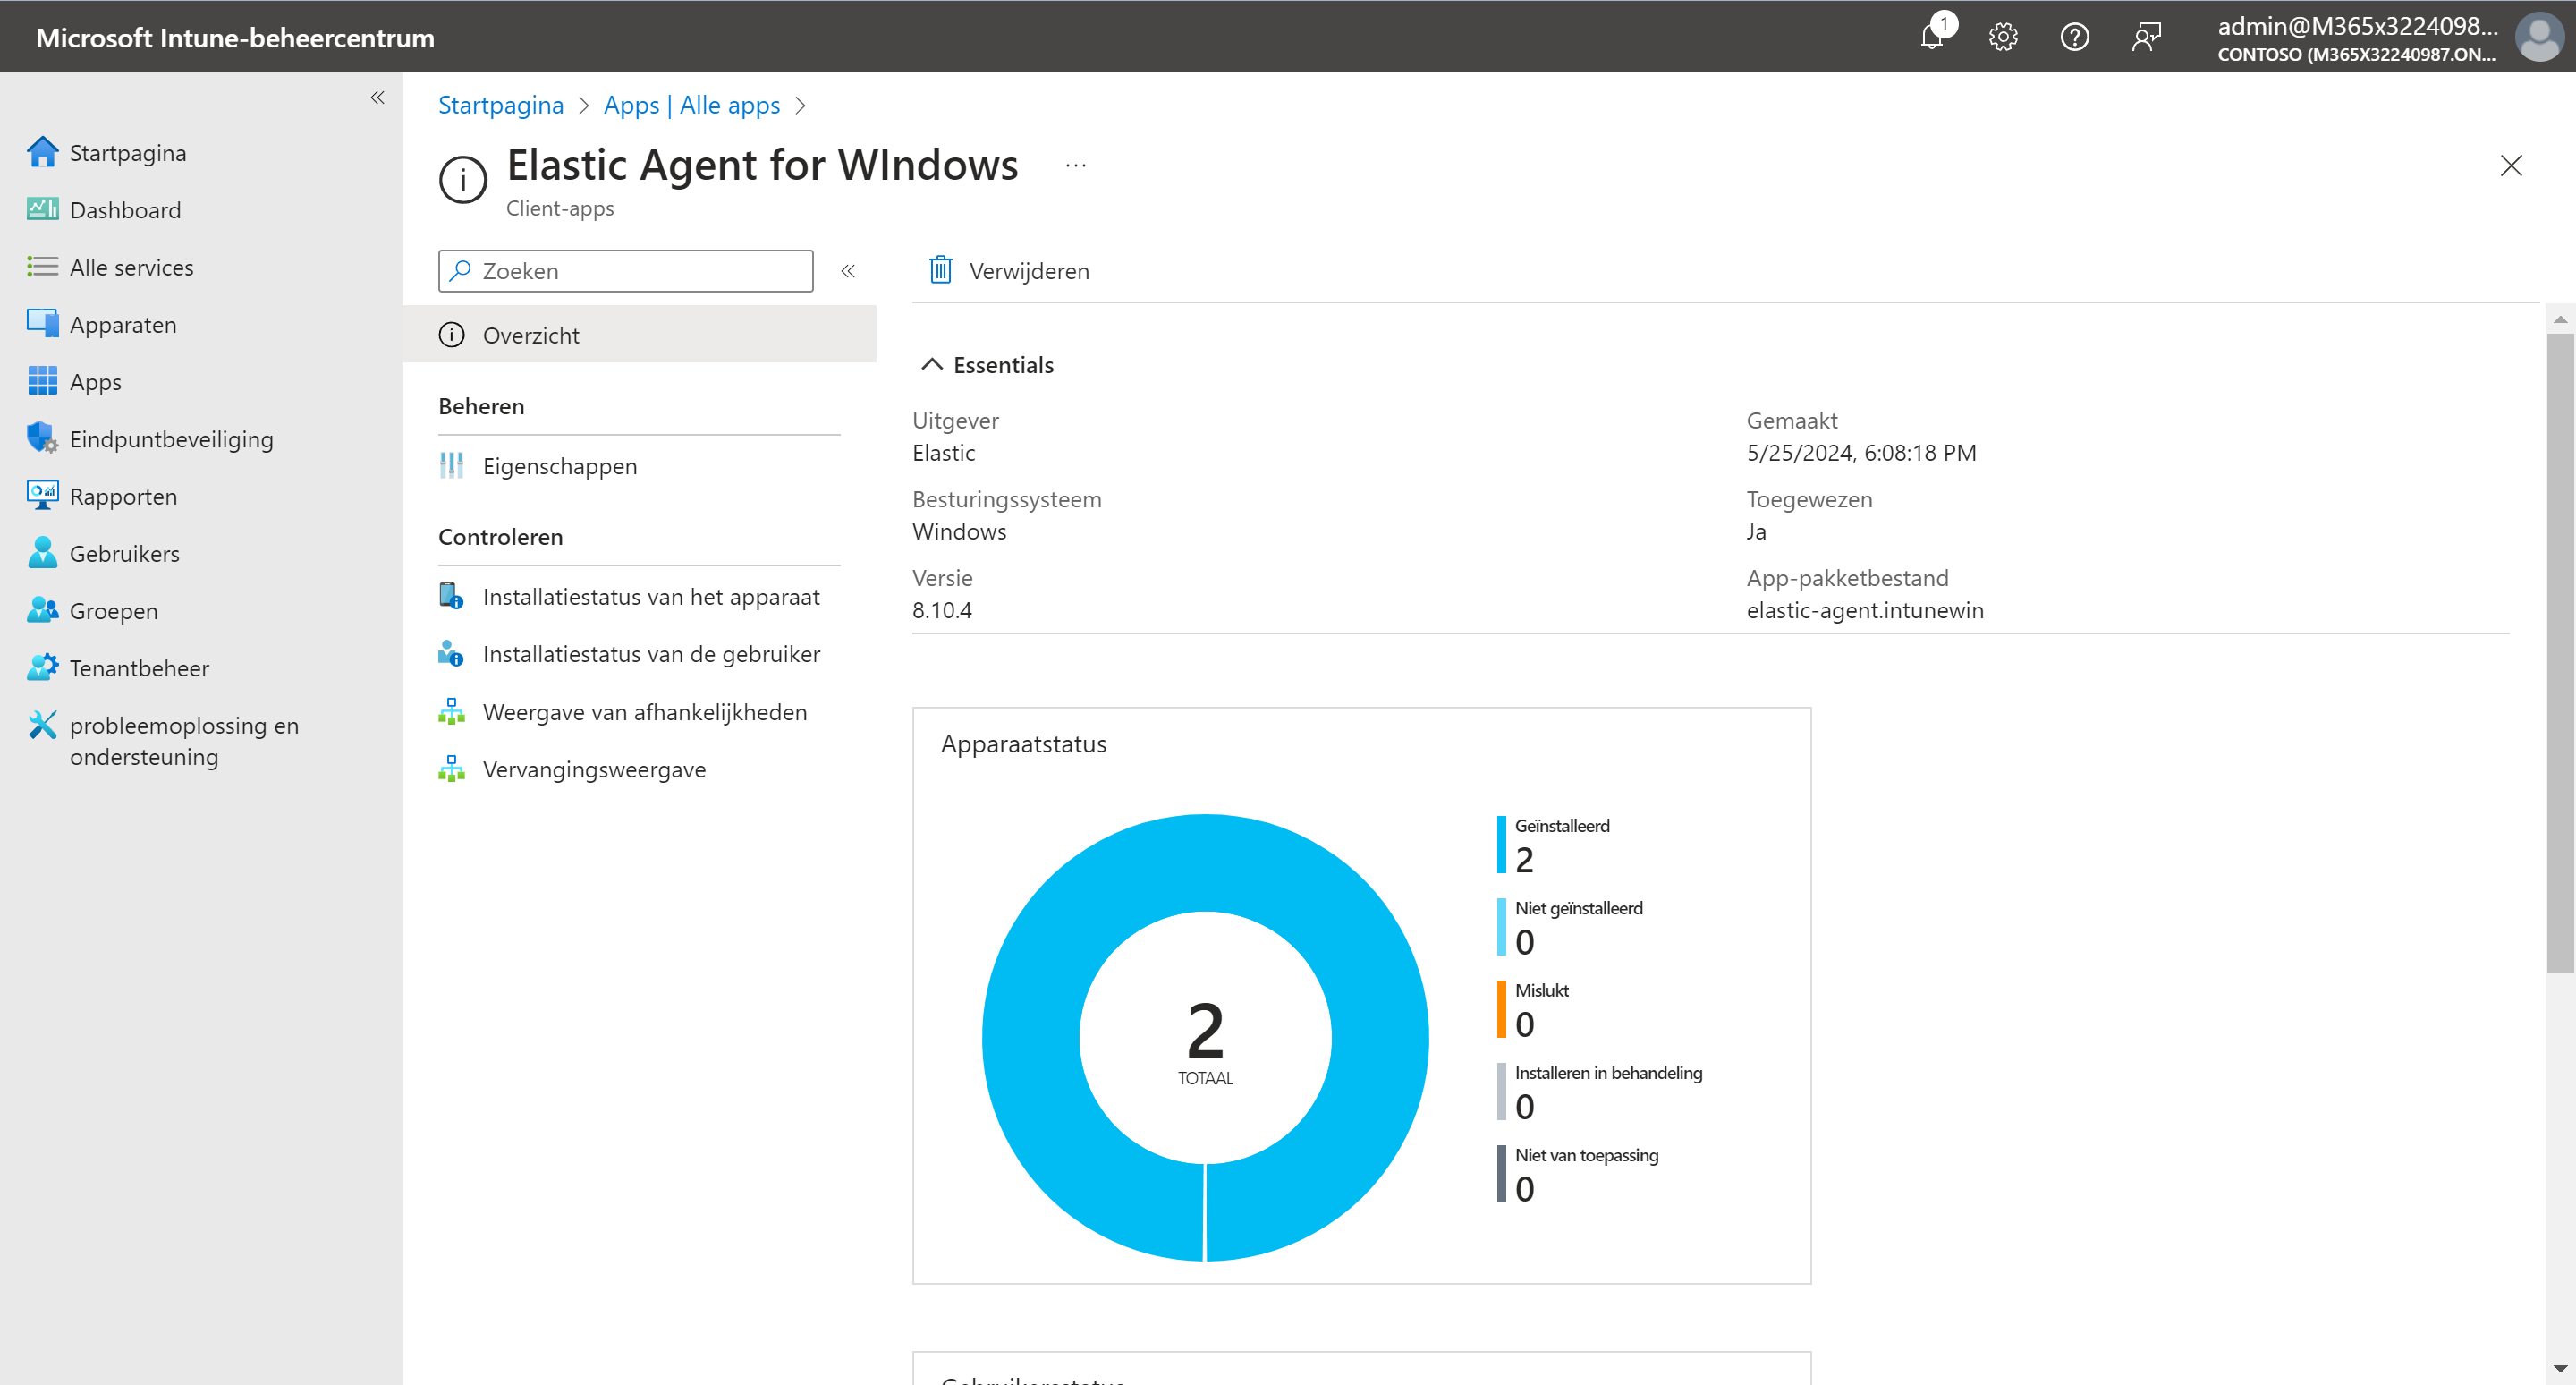 Microsoft Intune-beheercentrum
1
admin@M365x3224098...
CONTOSO (M365X32240987.ON...
Startpagina
Dashboard
Alle services
Apparaten
Apps
Eindpuntbeveiliging
Rapporten
Gebruikers
Groepen
Tenantbeheer
probleemoplossing en
ondersteuning
Startpagina > Apps | Alle apps >
Elastic Agent for WIndows ...
Client-apps
Zoeken
Overzicht
Beheren
Eigenschappen
Controleren
Installatiestatus van het apparaat
Installatiestatus van de gebruiker
Weergave van afhankelijkheden
Vervangingsweergave
Verwijderen
Essentials
Uitgever
Elastic
Besturingssysteem
Windows
Versie
8.10.4
Gemaakt
5/25/2024, 6:08:18 PM
Toegewezen
Ja
App-pakketbestand
elastic-agent.intunewin
Apparaatstatus
2
TOTAAL
Geïnstalleerd
2
Niet geïnstalleerd
0
Mislukt
0
Installeren in behandeling
0
Niet van toepassing
0